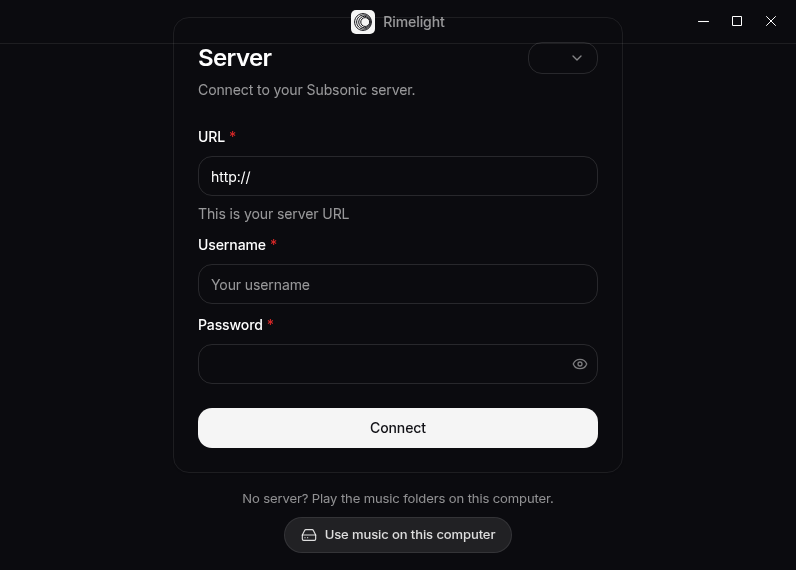 Rimelight
Server
Connect to your Subsonic server.
URL *
http://
This is your server URL
Username *
Your username
Password *
Connect
No server? Play the music folders on this computer.
Use music on this computer